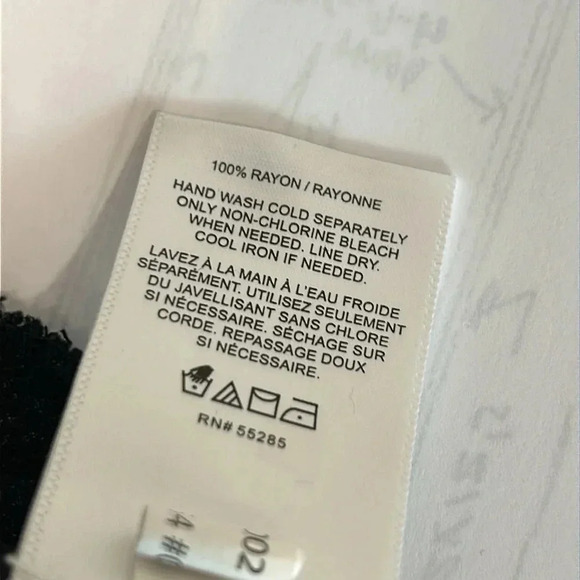 100% RAYON / RAYONNE
HAND WASH COLD SEPARATELY
ONLY NON-CHLORINE BLEACH
WHEN NEEDED. LINE DRY.
COOL IRON IF NEEDED.
LAVEZ À LA MAIN À L'EAU FROIDE
SÉPARÉMENT. UTILISEZ SEULEMENT
DU JAVELLISANT SANS CHLORE
SI NÉCESSAIRE. SÉCHAGE SUR
CORDE. REPASSAGE DOUX
SI NÉCESSAIRE.
RN# 55285
02
4 #